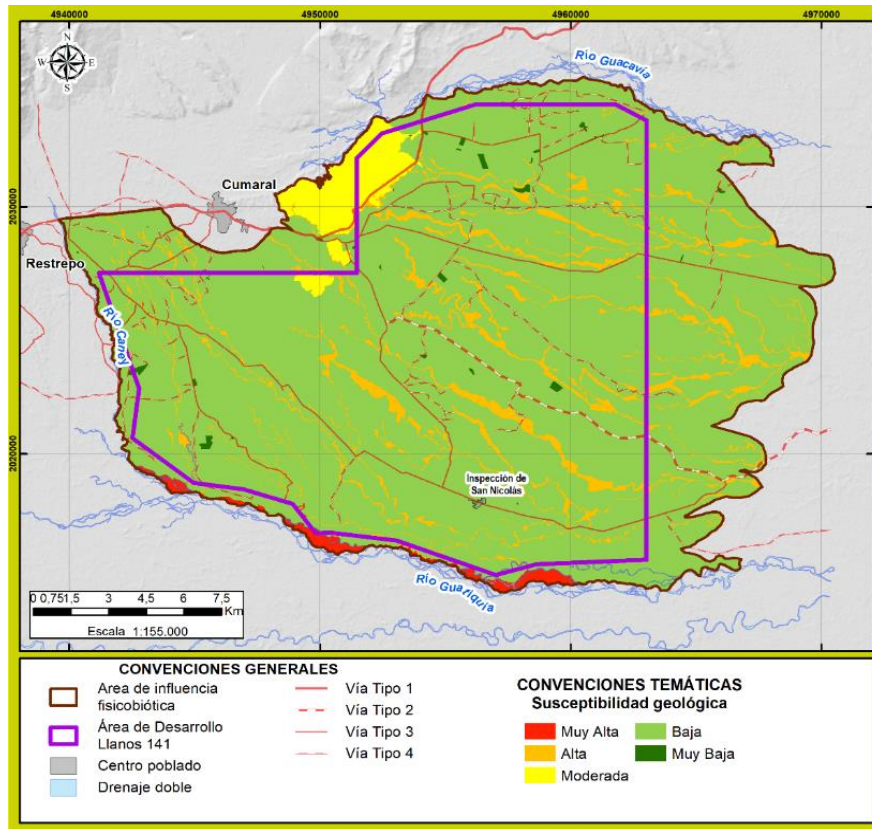 4940000 4950000 4960000 4970000
N
W E
S
Río Guacavía
Cumaral
2030000
Restrepo
Río Caney
2020000
Inspección de
San Nicolás
Río Guatiquia
0 0,751,5 3 4,5 6 7,5
Km
Escala 1:155.000
CONVENCIONES GENERALES
Area de influencia
fisicobiótica
Área de Desarrollo
Llanos 141
Centro poblado
Drenaje doble
Vía Tipo 1
Vía Tipo 2
Vía Tipo 3
Vía Tipo 4
CONVENCIONES TEMÁTICAS
Susceptibilidad geológica
Muy Alta
Alta
Moderada
Baja
Muy Baja